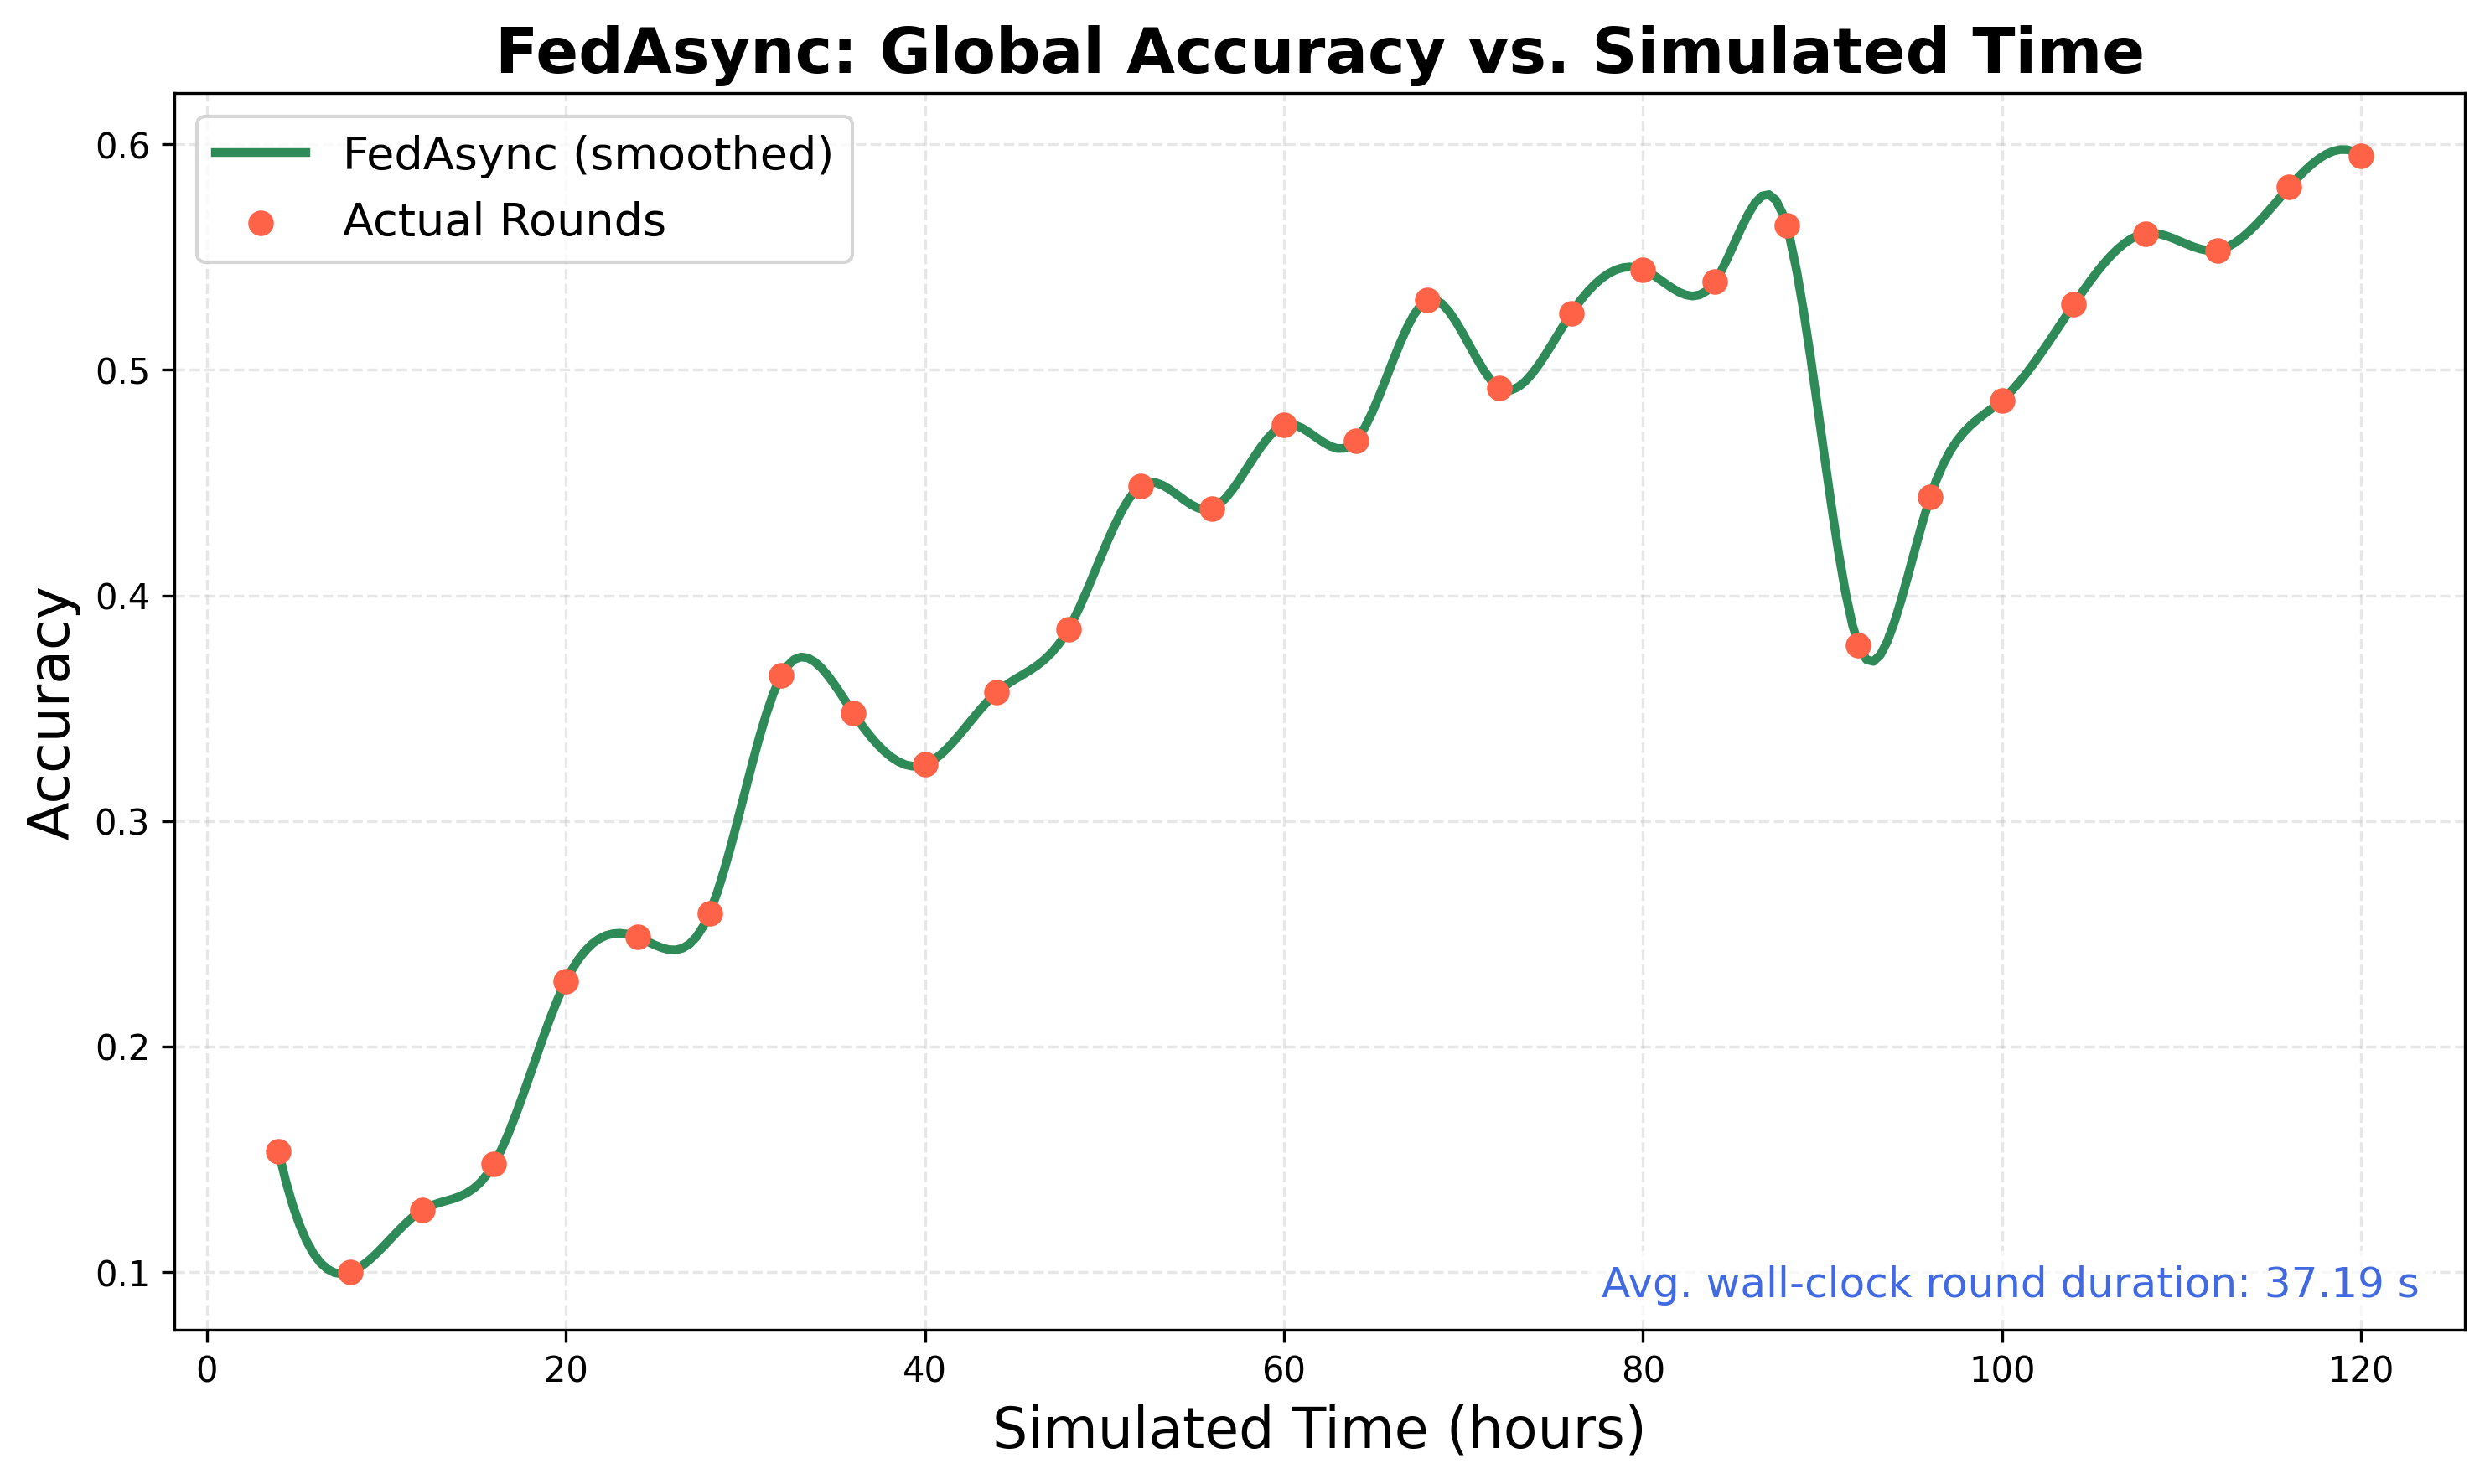 FedAsync: Global Accuracy vs. Simulated Time
FedAsync (smoothed)
Actual Rounds
Accuracy
0.6
0.5
0.4
0.3
0.2
0.1
Avg. wall-clock round duration: 37.19 s
0 20 40 60 80 100 120
Simulated Time (hours)